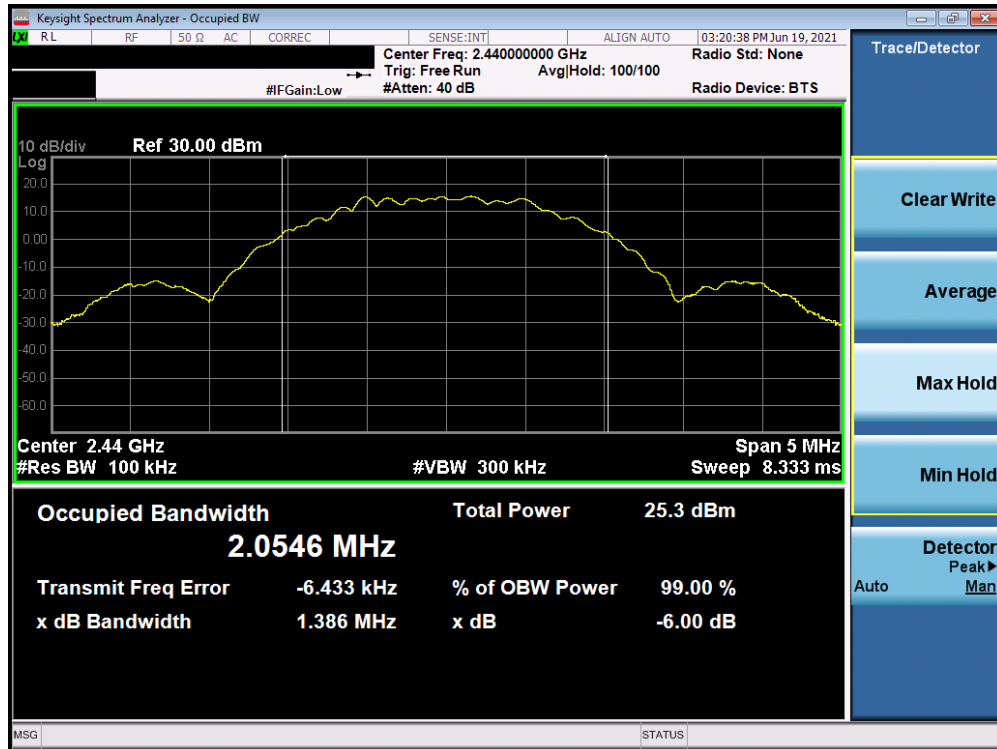 Keysight Spectrum Analyzer - Occupied BW
LXI RL RF 50 Ω AC CORREC SENSE:INT ALIGN AUTO 03:20:38 PM Jun 19, 2021
Trace/Detector
Center Freq: 2.440000000 GHz Radio Std: None
Trig: Free Run Avg|Hold: 100/100
#IFGain:Low #Atten: 40 dB Radio Device: BTS
10 dB/div Ref 30.00 dBm
Log
20.0
10.0
0.00
-10.0
-20.0
-30.0
-40.0
-50.0
-60.0
Center 2.44 GHz Span 5 MHz
#Res BW 100 kHz #VBW 300 kHz Sweep 8.333 ms
Occupied Bandwidth Total Power 25.3 dBm
2.0546 MHz
Transmit Freq Error -6.433 kHz % of OBW Power 99.00 %
x dB Bandwidth 1.386 MHz x dB -6.00 dB
Clear Write
Average
Max Hold
Min Hold
Detector
Peak▶
Auto Man
MSG STATUS